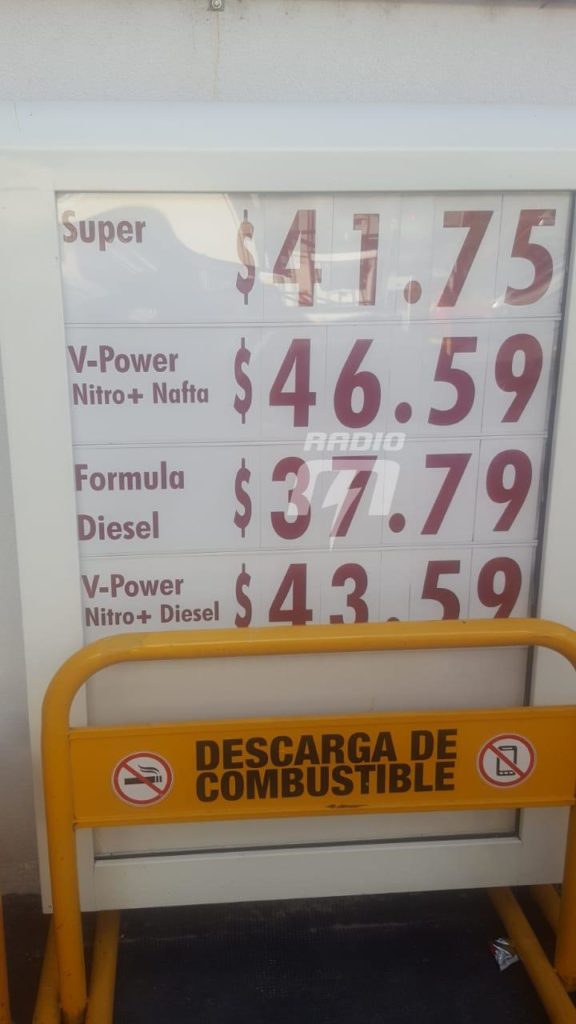 Super $41.75
V-Power $46.59
Nitro+ Nafta
RADIO
M
Formula $37.79
Diesel
V-Power $43.59
Nitro+ Diesel
DESCARGA DE
COMBUSTIBLE